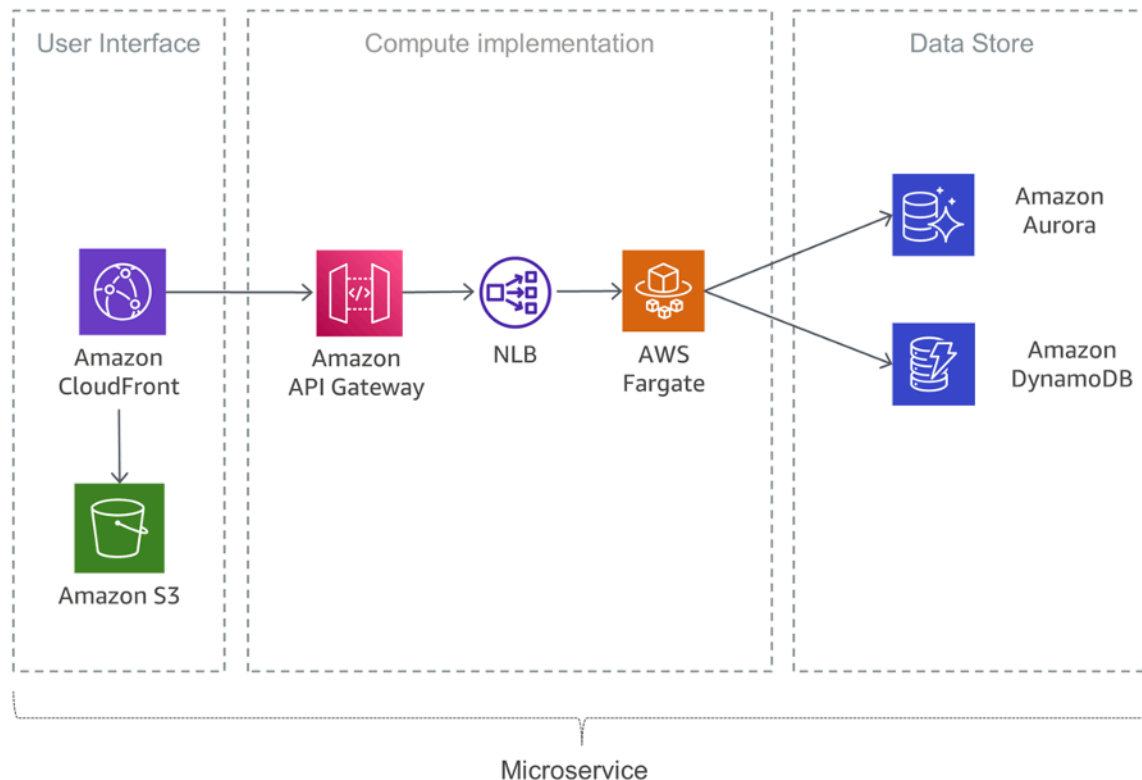 User Interface
Compute implementation
Data Store
Amazon
Aurora
</>
Amazon
CloudFront
Amazon
API Gateway
NLB
AWS
Fargate
Amazon
DynamoDB
Amazon S3
Microservice